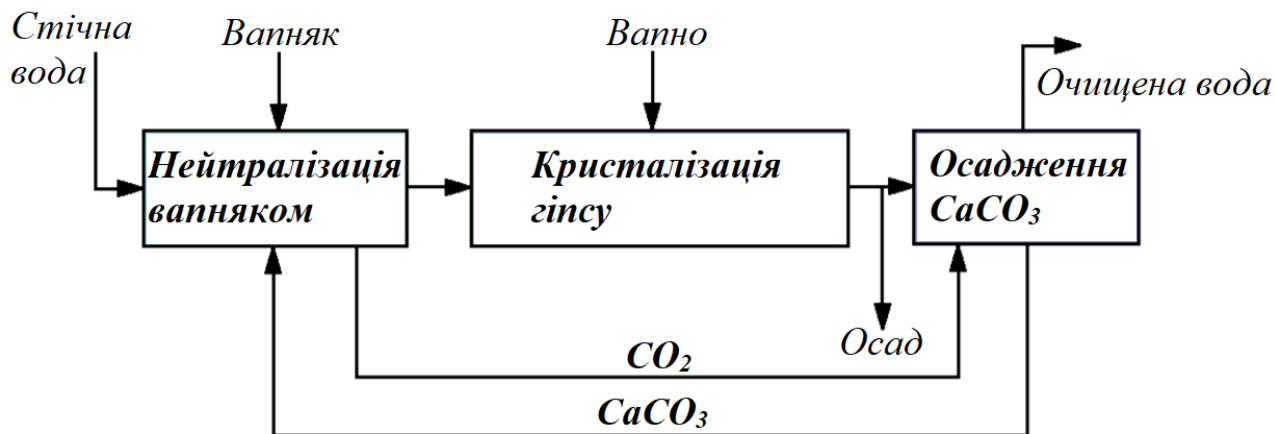 Стічна
вода
Вапняк
Вапно
Очищена вода
Нейтралізація
вапняком
Кристалізація
гіпсу
Осадження
CaCO₃
Осад
CO₂
CaCO₃